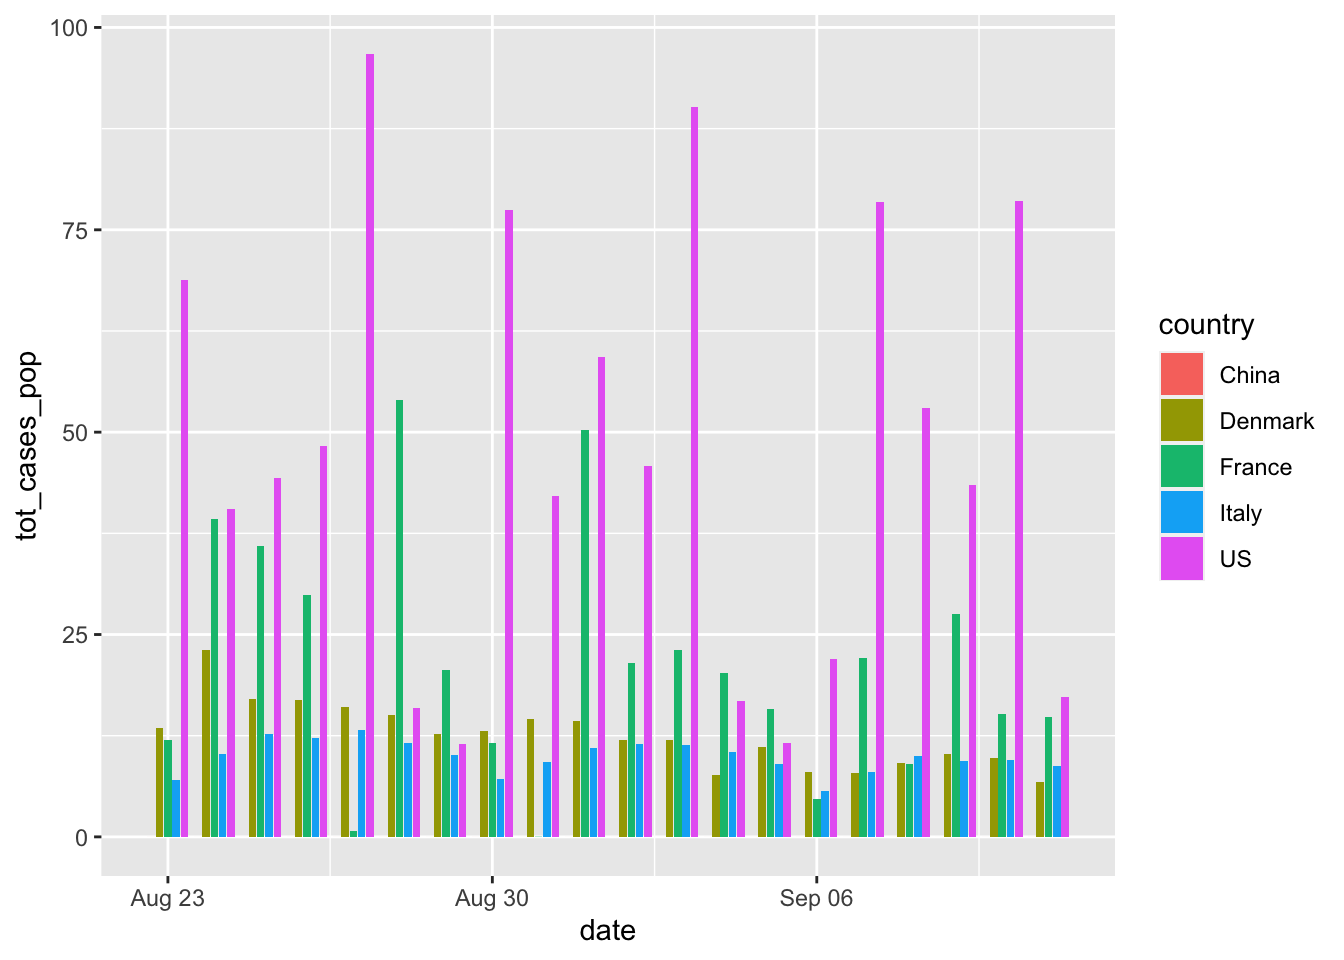 100
75
50
25
0
tot_cases_pop
Aug 23
Aug 30
Sep 06
date
country
China
Denmark
France
Italy
US